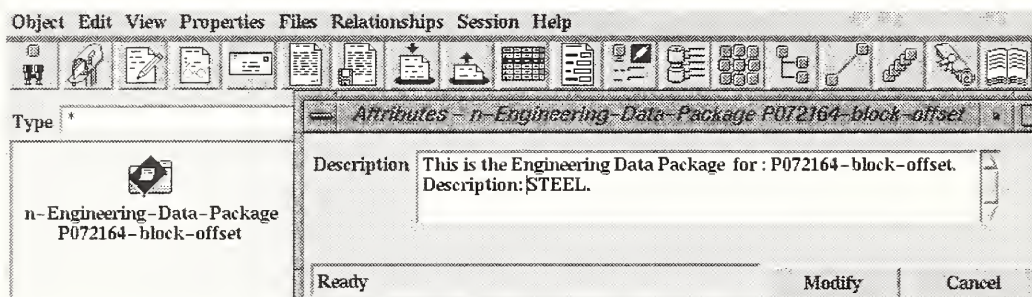 Object Edit View Properties Files Relationships Session Help
Type *
Attributes - n-Engineering-Data-Package P072164-block-offset
n-Engineering-Data-Package
P072164-block-offset
Description This is the Engineering Data Package for : P072164-block-offset.
Description: STEEL.
Ready Modify Cancel